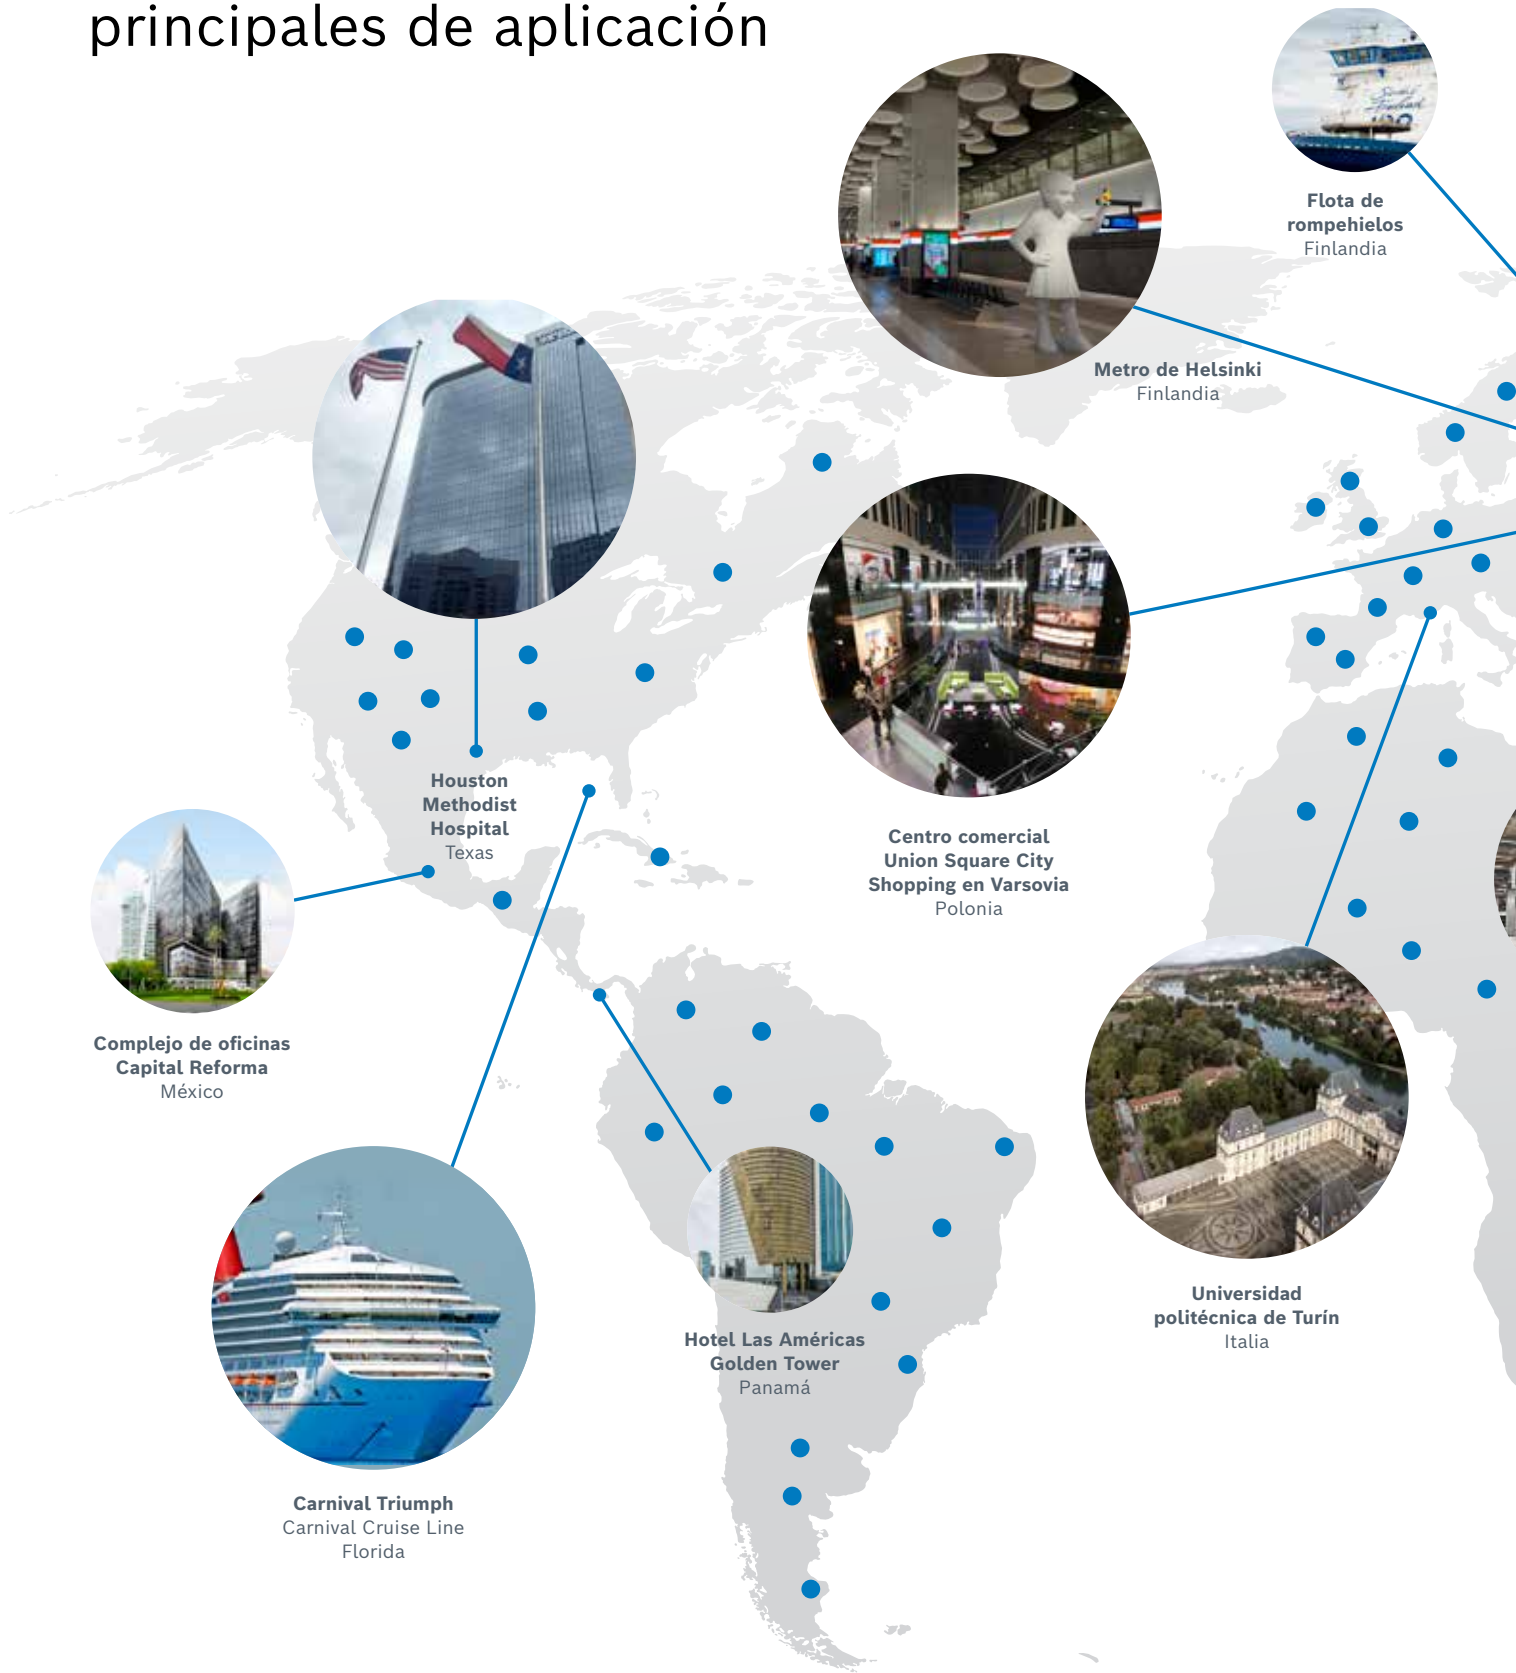 principales de aplicación
Flota de
rompehielos
Finlandia
Metro de Helsinki
Finlandia
Houston
Methodist
Hospital
Texas
Centro comercial
Union Square City
Shopping en Varsovia
Polonia
Complejo de oficinas
Capital Reforma
México
Universidad
politécnica de Turín
Italia
Hotel Las Américas
Golden Tower
Panamá
Carnival Triumph
Carnival Cruise Line
Florida